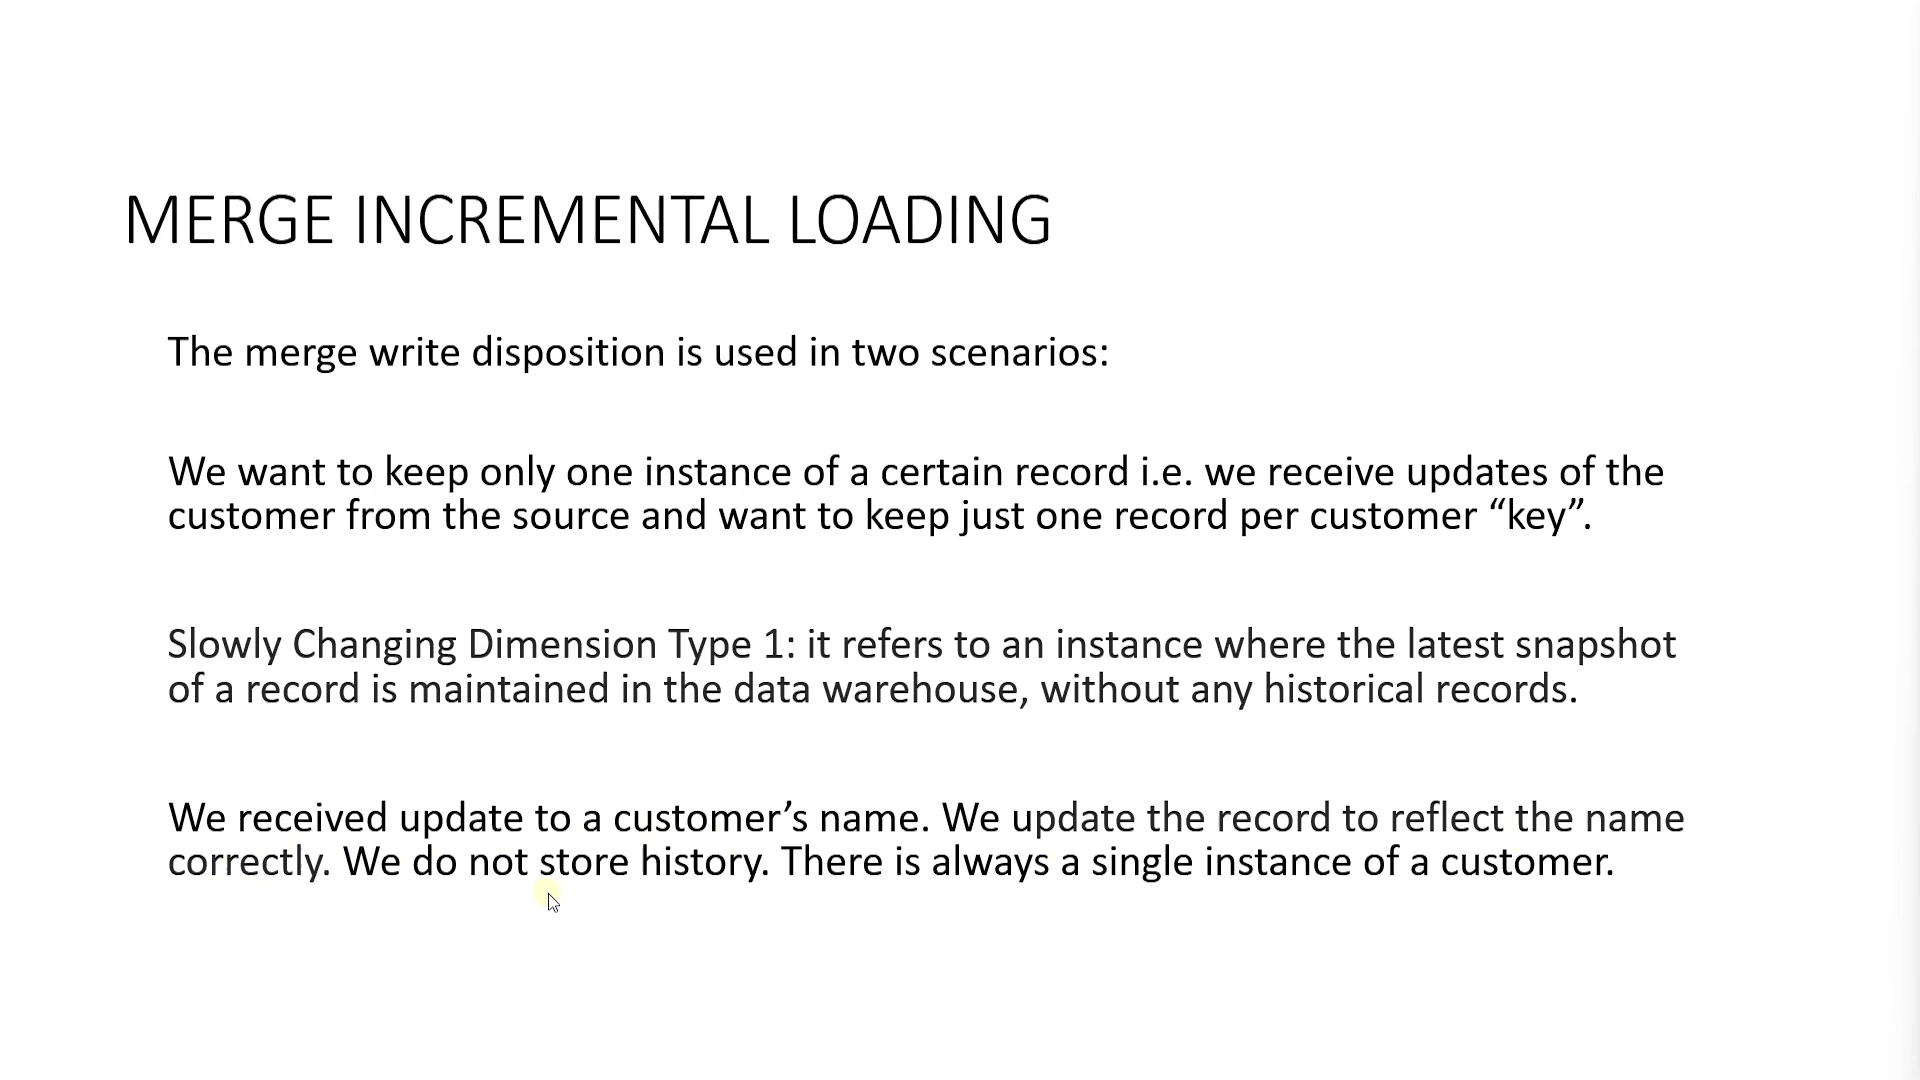 MERGE INCREMENTAL LOADING
The merge write disposition is used in two scenarios:
We want to keep only one instance of a certain record i.e. we receive updates of the
customer from the source and want to keep just one record per customer “key”.
Slowly Changing Dimension Type 1: it refers to an instance where the latest snapshot
of a record is maintained in the data warehouse, without any historical records.
We received update to a customer’s name. We update the record to reflect the name
correctly. We do not store history. There is always a single instance of a customer.